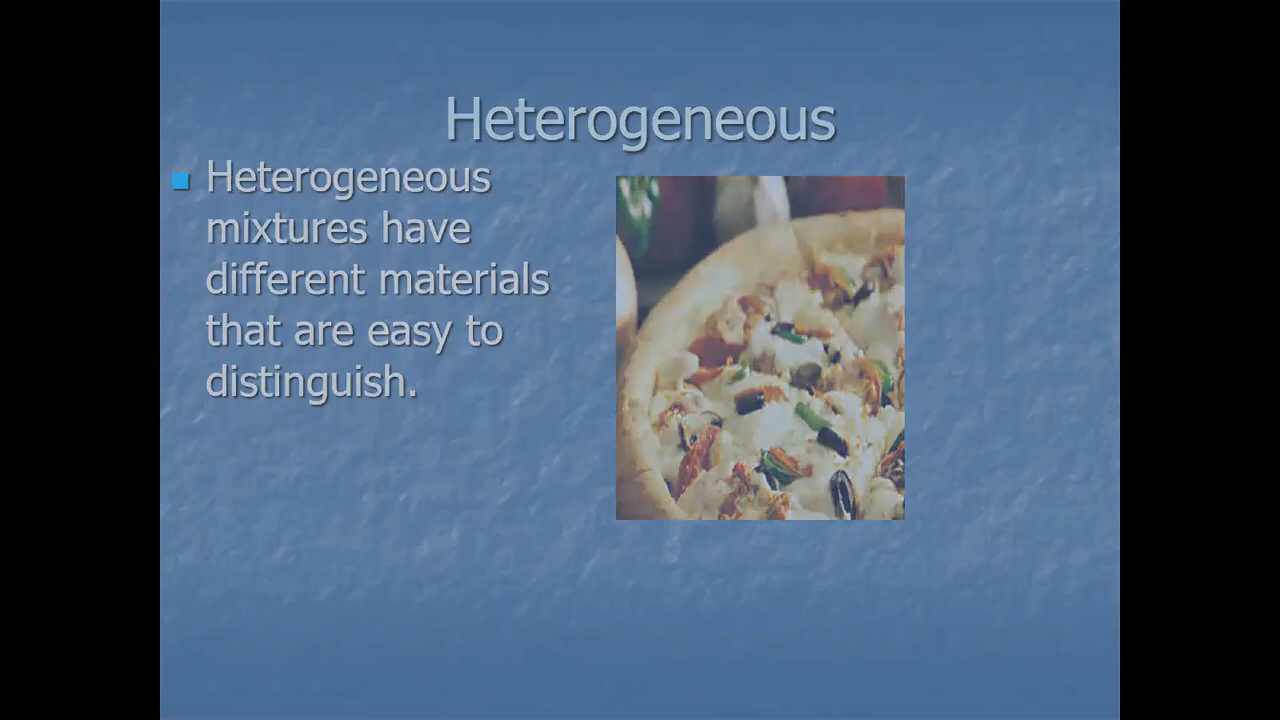 Heterogeneous
Heterogeneous
mixtures have
different materials
that are easy to
distinguish.